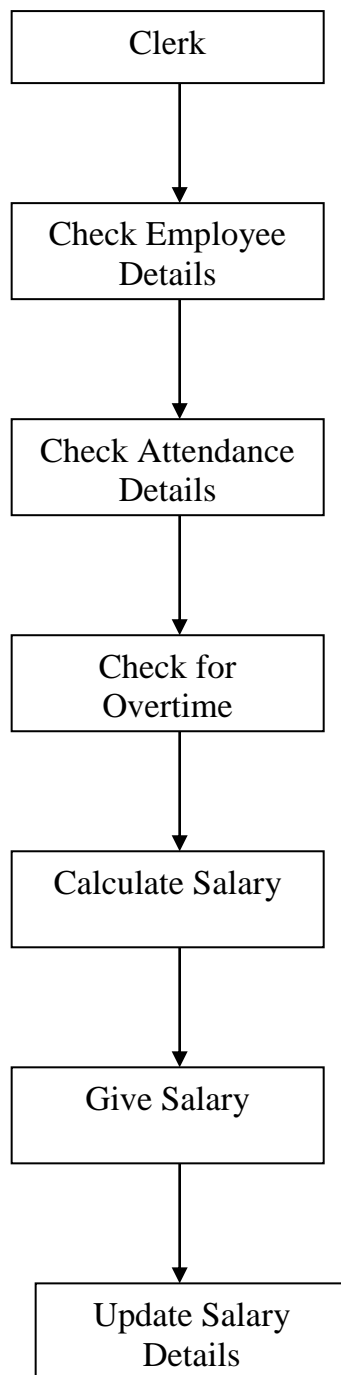 Clerk
Check Employee
Details
Check Attendance
Details
Check for
Overtime
Calculate Salary
Give Salary
Update Salary
Details